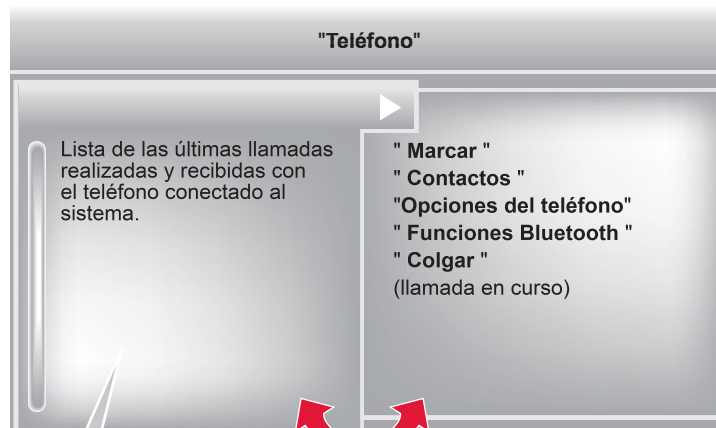 "Teléfono"
Lista de las últimas llamadas
realizadas y recibidas con
el teléfono conectado al
sistema.
" Marcar "
" Contactos "
"Opciones del teléfono"
" Funciones Bluetooth "
" Colgar "
(llamada en curso)